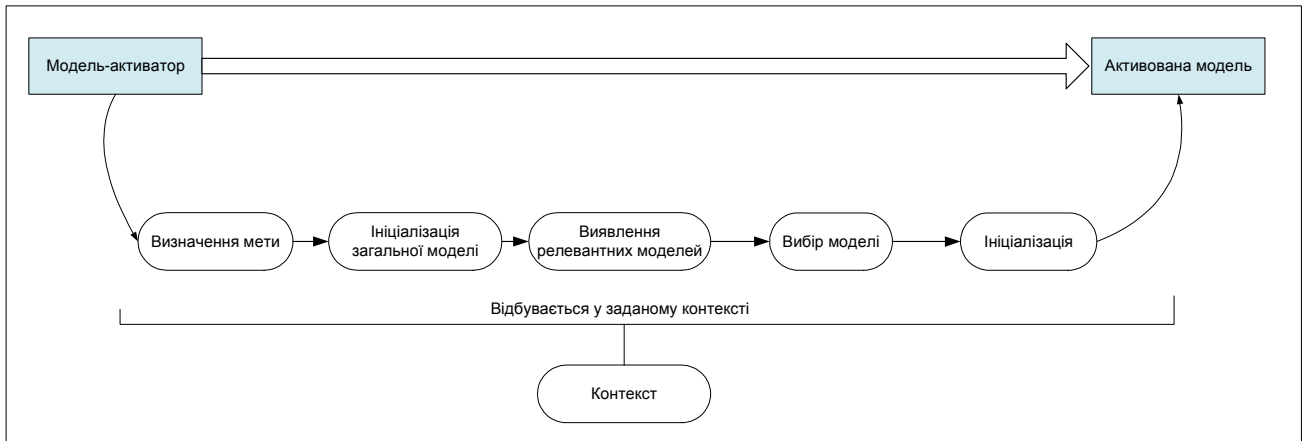 Модель-активатор
Активована модель
Визначення мети
Ініціалізація
загальної моделі
Виявлення
релевантних моделей
Вибір моделі
Ініціалізація
Відбувається у заданому контексті
Контекст